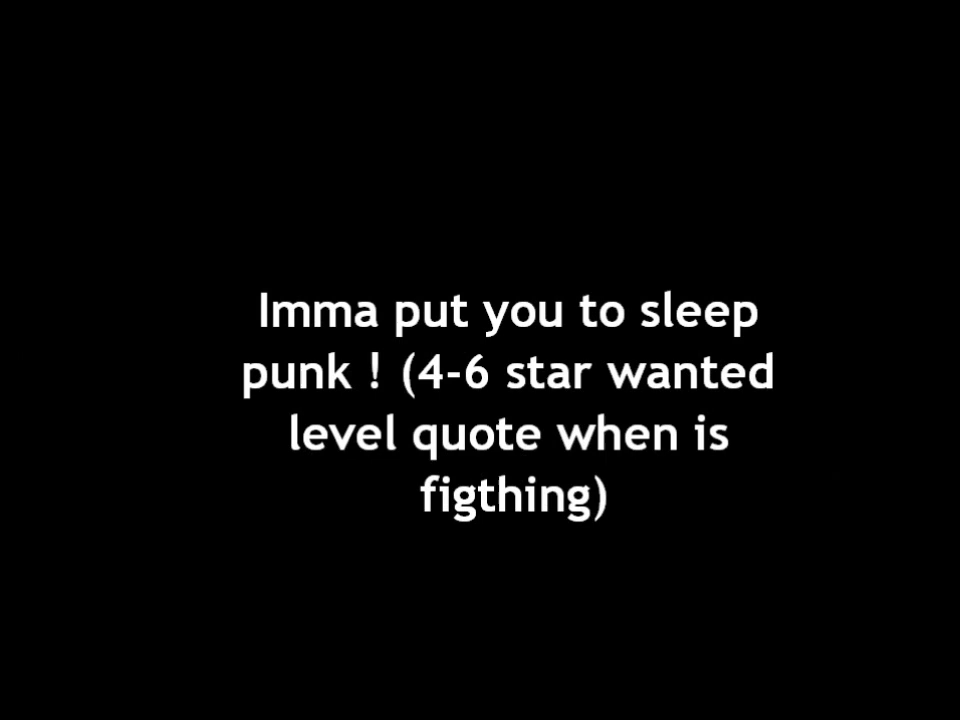 Imma put you to sleep
punk ! (4-6 star wanted
level quote when is
figthing)